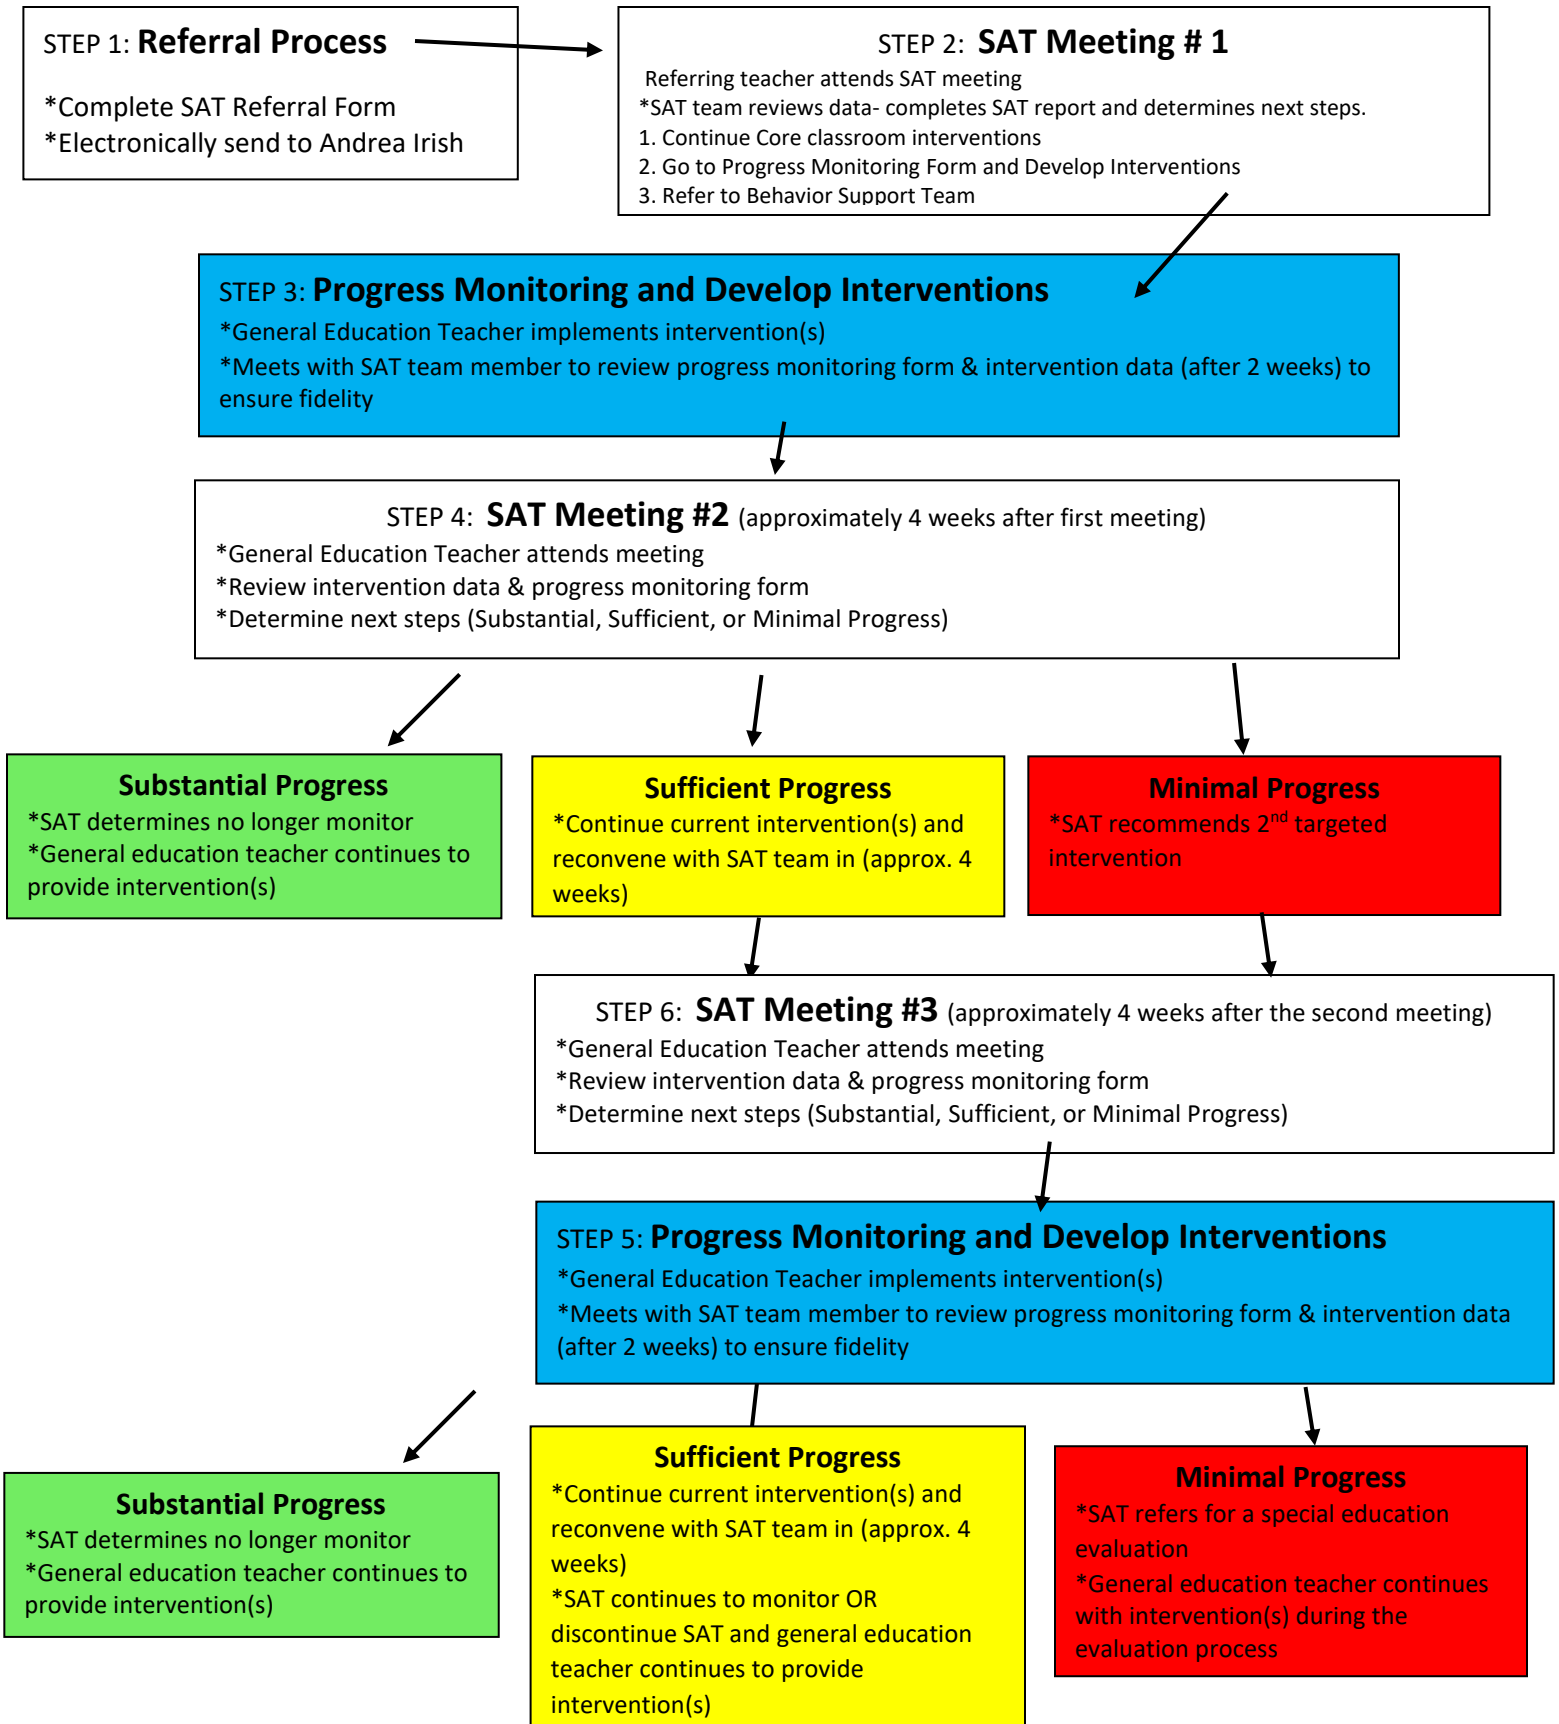 STEP 1: Referral Process
*Complete SAT Referral Form
*Electronically send to Andrea Irish
STEP 2: SAT Meeting # 1
Referring teacher attends SAT meeting
*SAT team reviews data- completes SAT report and determines next steps.
1. Continue Core classroom interventions
2. Go to Progress Monitoring Form and Develop Interventions
3. Refer to Behavior Support Team
STEP 3: Progress Monitoring and Develop Interventions
*General Education Teacher implements intervention(s)
*Meets with SAT team member to review progress monitoring form & intervention data (after 2 weeks) to
ensure fidelity
STEP 4: SAT Meeting #2 (approximately 4 weeks after first meeting)
*General Education Teacher attends meeting
*Review intervention data & progress monitoring form
*Determine next steps (Substantial, Sufficient, or Minimal Progress)
Substantial Progress
*SAT determines no longer monitor
*General education teacher continues to
provide intervention(s)
Sufficient Progress
*Continue current intervention(s) and
reconvene with SAT team in (approx. 4
weeks)
Minimal Progress
*SAT recommends 2nd targeted
intervention
STEP 6: SAT Meeting #3 (approximately 4 weeks after the second meeting)
*General Education Teacher attends meeting
*Review intervention data & progress monitoring form
*Determine next steps (Substantial, Sufficient, or Minimal Progress)
STEP 5: Progress Monitoring and Develop Interventions
*General Education Teacher implements intervention(s)
*Meets with SAT team member to review progress monitoring form & intervention data
(after 2 weeks) to ensure fidelity
Substantial Progress
*SAT determines no longer monitor
*General education teacher continues to
provide intervention(s)
Sufficient Progress
*Continue current intervention(s) and
reconvene with SAT team in (approx. 4
weeks)
*SAT continues to monitor OR
discontinue SAT and general education
teacher continues to provide
intervention(s)
Minimal Progress
*SAT refers for a special education
evaluation
*General education teacher continues
with intervention(s) during the
evaluation process